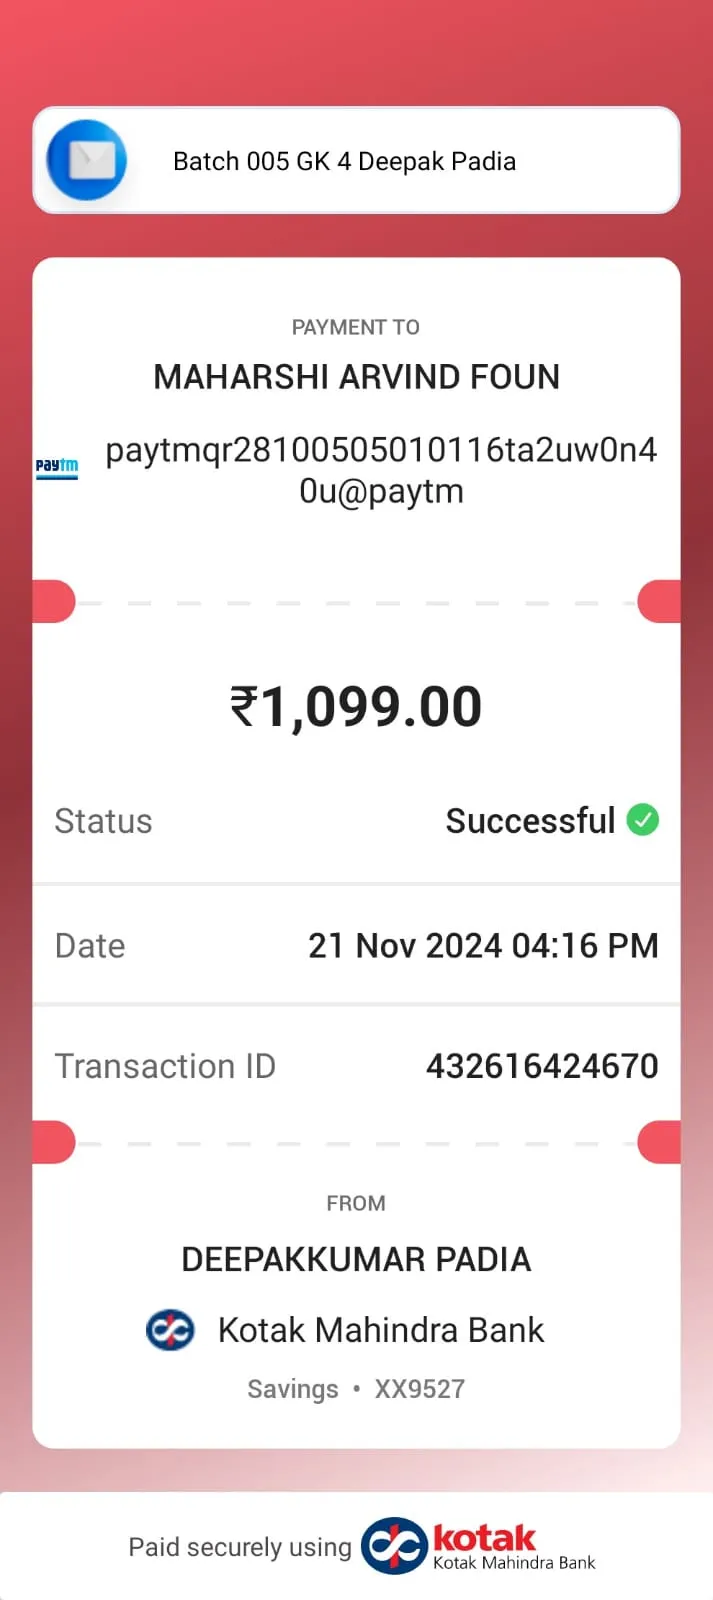 Batch 005 GK 4 Deepak Padia
PAYMENT TO
MAHARSHI ARVIND FOUN
paytm
paytmqr28100505010116ta2uw0n4
0u@paytm
₹1,099.00
Status Successful
Date 21 Nov 2024 04:16 PM
Transaction ID 432616424670
FROM
DEEPAKKUMAR PADIA
Kotak Mahindra Bank
Savings • XX9527
Paid securely using kotak
Kotak Mahindra Bank